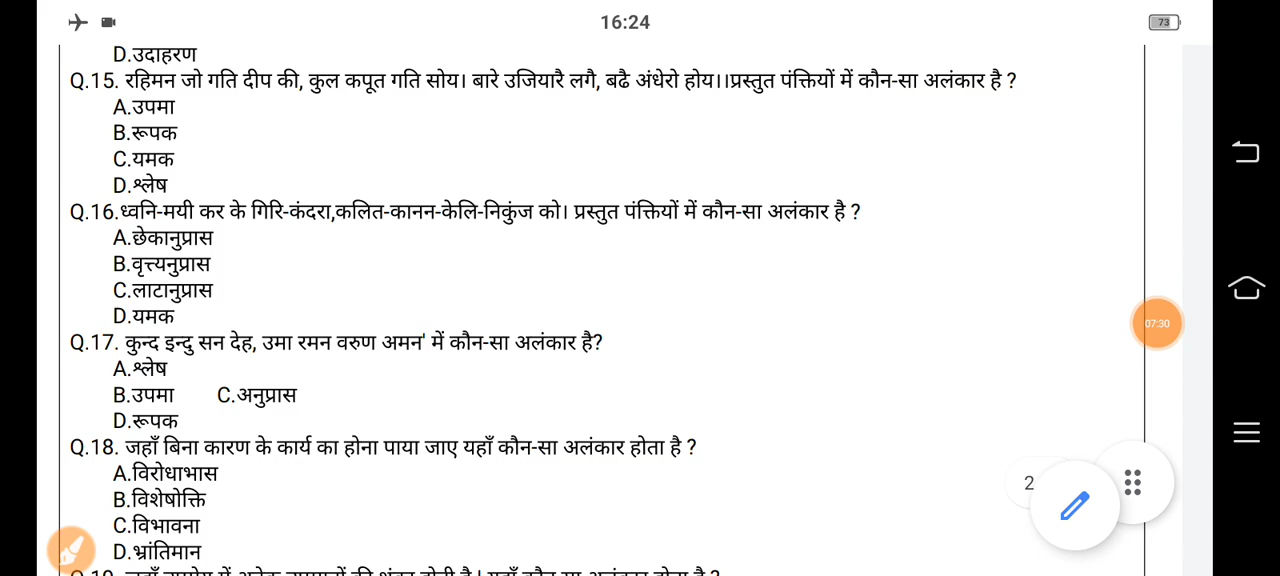 16:24
73
D.उदाहरण
Q.15. रहिमन जो गति दीप की, कुल कपूत गति सोय। बारे उजियारै लगै, बढै अंधेरो होय।।प्रस्तुत पंक्तियों में कौन-सा अलंकार है ?
A.उपमा
B.रूपक
C.यमक
D.श्लेष
Q.16.ध्वनि-मयी कर के गिरि-कंदरा,कलित-कानन-केलि-निकुंज को। प्रस्तुत पंक्तियों में कौन-सा अलंकार है ?
A.छेकानुप्रास
B.वृत्त्यनुप्रास
C.लाटानुप्रास
D.यमक
07:30
Q.17. कुन्द इन्दु सन देह, उमा रमन वरुण अमन' में कौन-सा अलंकार है?
A.श्लेष
B.उपमा C.अनुप्रास
D.रूपक
Q.18. जहाँ बिना कारण के कार्य का होना पाया जाए यहाँ कौन-सा अलंकार होता है ?
A.विरोधाभास
B.विशेषोक्ति
2
C.विभावना
D.भ्रांतिमान